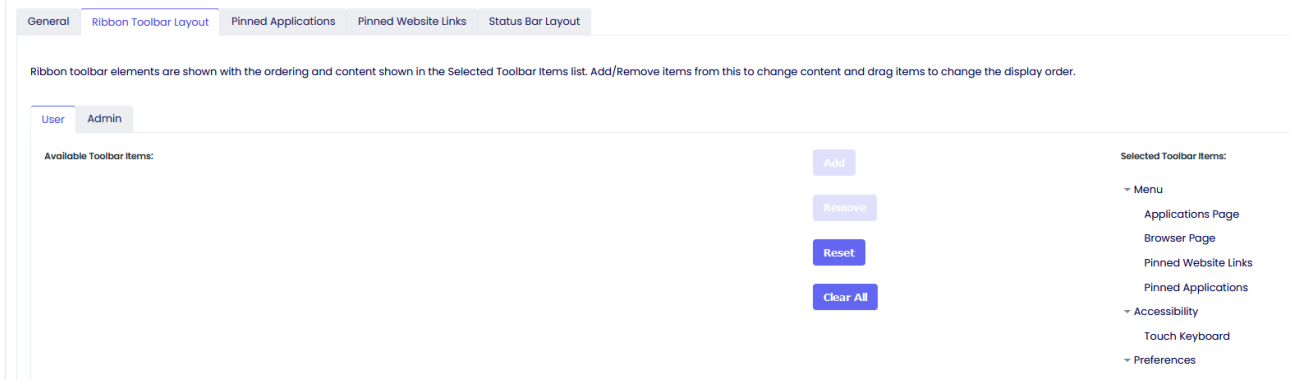 General Ribbon Toolbar Layout Pinned Applications Pinned Website Links Status Bar Layout
Ribbon toolbar elements are shown with the ordering and content shown in the Selected Toolbar Items list. Add/Remove items from this to change content and drag items to change the display order.
User Admin
Available Toolbar Items:
Add
Remove
Reset
Clear All
Selected Toolbar Items:
Menu
Applications Page
Browser Page
Pinned Website Links
Pinned Applications
Accessibility
Touch Keyboard
Preferences